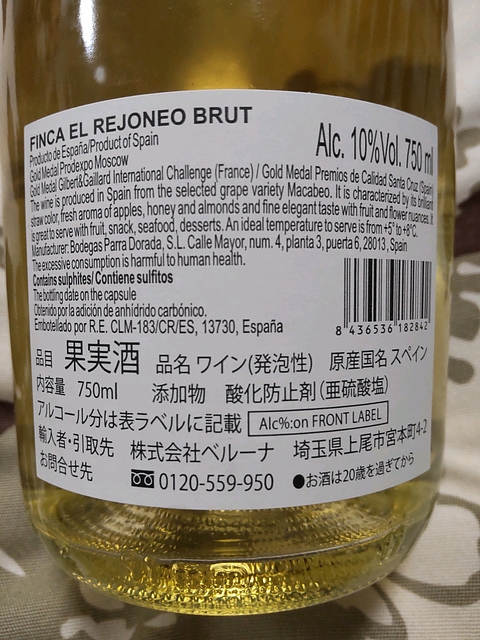 FINCA EL REJONEO BRUT
Producto de España/Product of Spain
Alc. 10%Vol. 750 ml
Gold Medal Prodexpo Moscow
Gold Medal Gilbert&Gaillard International Challenge (France) / Gold Medal Premios de Calidad Santa Cruz (Spain)
The wine is produced in Spain from the selected grape variety Macabeo. It is characterized by its brilliant
straw color, fresh aroma of apples, honey and almonds and fine elegant taste with fruit and flower nuances. It
is great to serve with fruit, snack, seafood, desserts. An ideal temperature to serve is from +5° to +8°C.
Manufacturer: Bodegas Parra Dorada, S.L. Calle Mayor, num. 4, planta 3, puerta 6, 28013, Spain
The excessive consumption is harmful to human health.
Contains sulphites/ Contiene sulfitos
The bottling date on the capsule
Obtenido por la adición de anhídrido carbónico.
Embotellado por R.E. CLM-183/CR/ES, 13730, España
8 436536 182842
品目 果実酒 品名 ワイン(発泡性) 原産国名 スペイン
内容量 750ml 添加物 酸化防止剤(亜硫酸塩)
アルコール分は表ラベルに記載 Alc%:on FRONT LABEL
輸入者・引取先 株式会社ベルーナ 埼玉県上尾市宮本町4-2
お問合せ先 0120-559-950 ●お酒は20歳を過ぎてから